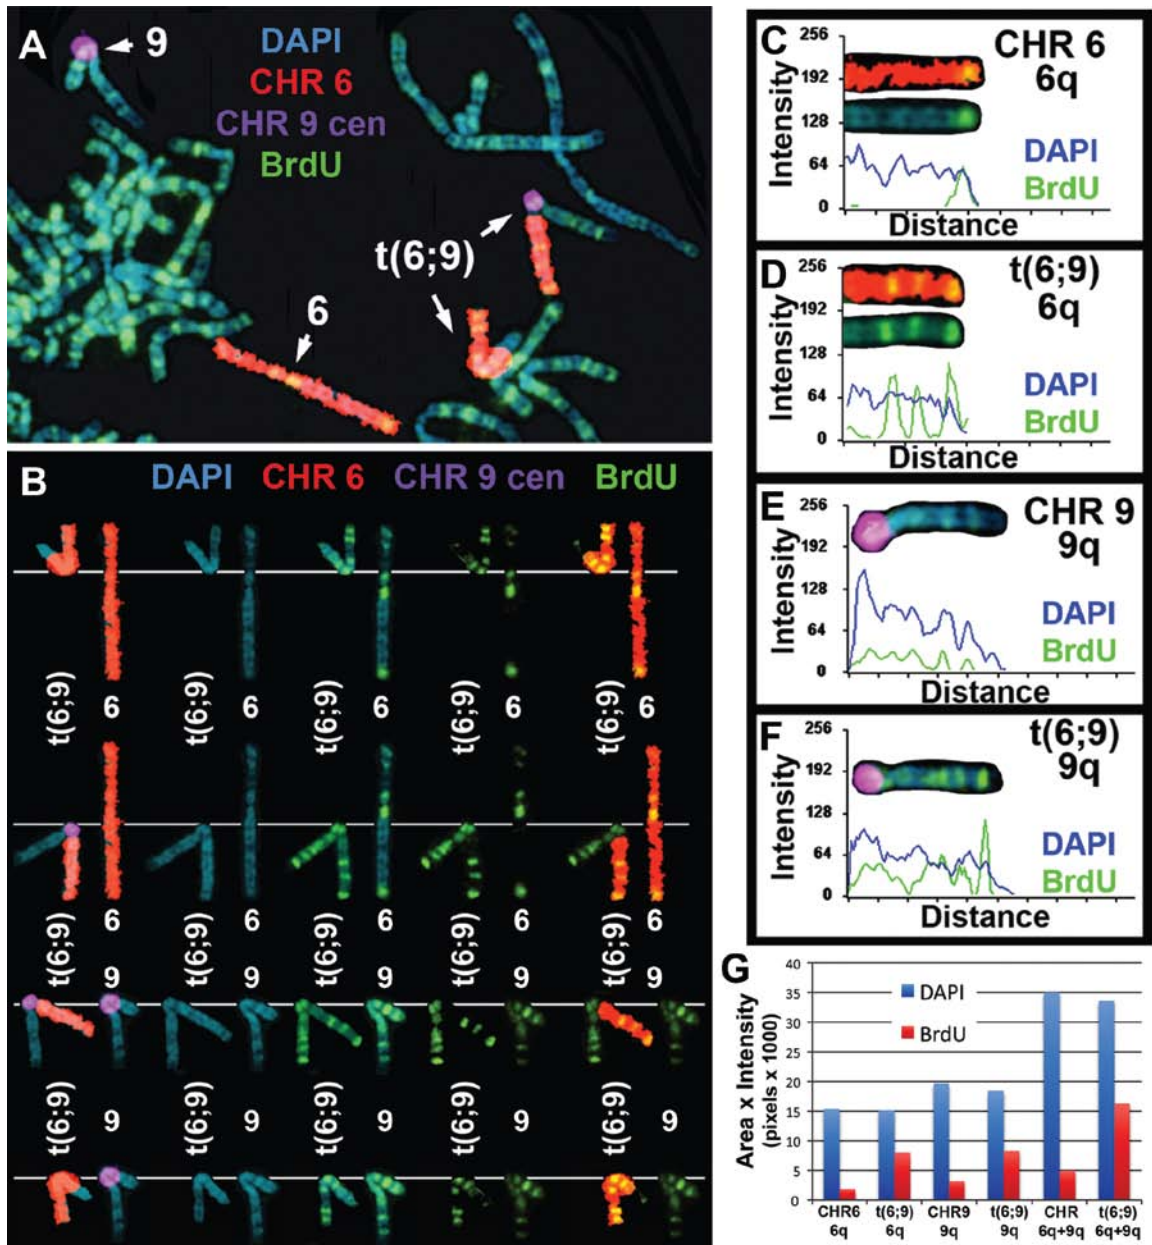 A
9
DAPI
CHR 6
CHR 9 cen
BrdU
t(6;9)
6
B
DAPI CHR 6 CHR 9 cen BrdU
t(6;9) 6 t(6;9) 6 t(6;9) 6 t(6;9) 6 t(6;9) 6
t(6;9) 6 t(6;9) 6 t(6;9) 6 t(6;9) 6 t(6;9) 6
9 9 9 9 9
t(6;9) 9 t(6;9) 9 t(6;9) 9 t(6;9) 9 t(6;9) 9
C
CHR 6
6q
256
192
128
64
0
Intensity
DAPI
BrdU
Distance
D
t(6;9)
6q
256
192
128
64
0
Intensity
DAPI
BrdU
Distance
E
CHR 9
9q
256
192
128
64
0
Intensity
DAPI
BrdU
Distance
F
t(6;9)
9q
256
192
128
64
0
Intensity
DAPI
BrdU
Distance
G
Area x Intensity
(pixels x 1000)
40
35
30
25
20
15
10
5
0
DAPI
BrdU
CHR6 t(6;9) CHR9 t(6;9) CHR t(6;9)
6q 6q 9q 9q 6q+9q 6q+9q